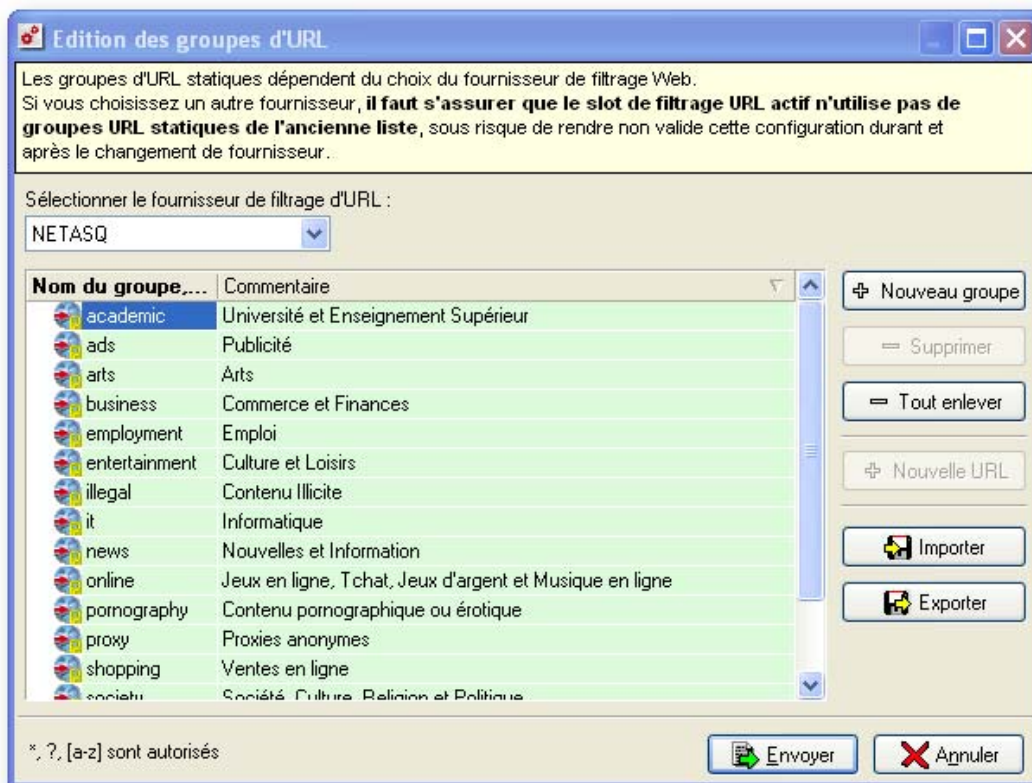 Edition des groupes d'URL
Les groupes d'URL statiques dépendent du choix du fournisseur de filtrage Web.
Si vous choisissez un autre fournisseur, il faut s'assurer que le slot de filtrage URL actif n'utilise pas de
groupes URL statiques de l'ancienne liste, sous risque de rendre non valide cette configuration durant et
après le changement de fournisseur.
Sélectionner le fournisseur de filtrage d'URL :
NETASQ
Nom du groupe,... Commentaire
academic Université et Enseignement Supérieur
ads Publicité
arts Arts
business Commerce et Finances
employment Emploi
entertainment Culture et Loisirs
illegal Contenu Illicite
it Informatique
news Nouvelles et Information
online Jeux en ligne, Tchat, Jeux d'argent et Musique en ligne
pornography Contenu pornographique ou érotique
proxy Proxies anonymes
shopping Ventes en ligne
society Société, Culture, Religion et Politique
Nouveau groupe
Supprimer
Tout enlever
Nouvelle URL
Importer
Exporter
*, ?, [a-z] sont autorisés
Envoyer
Annuler